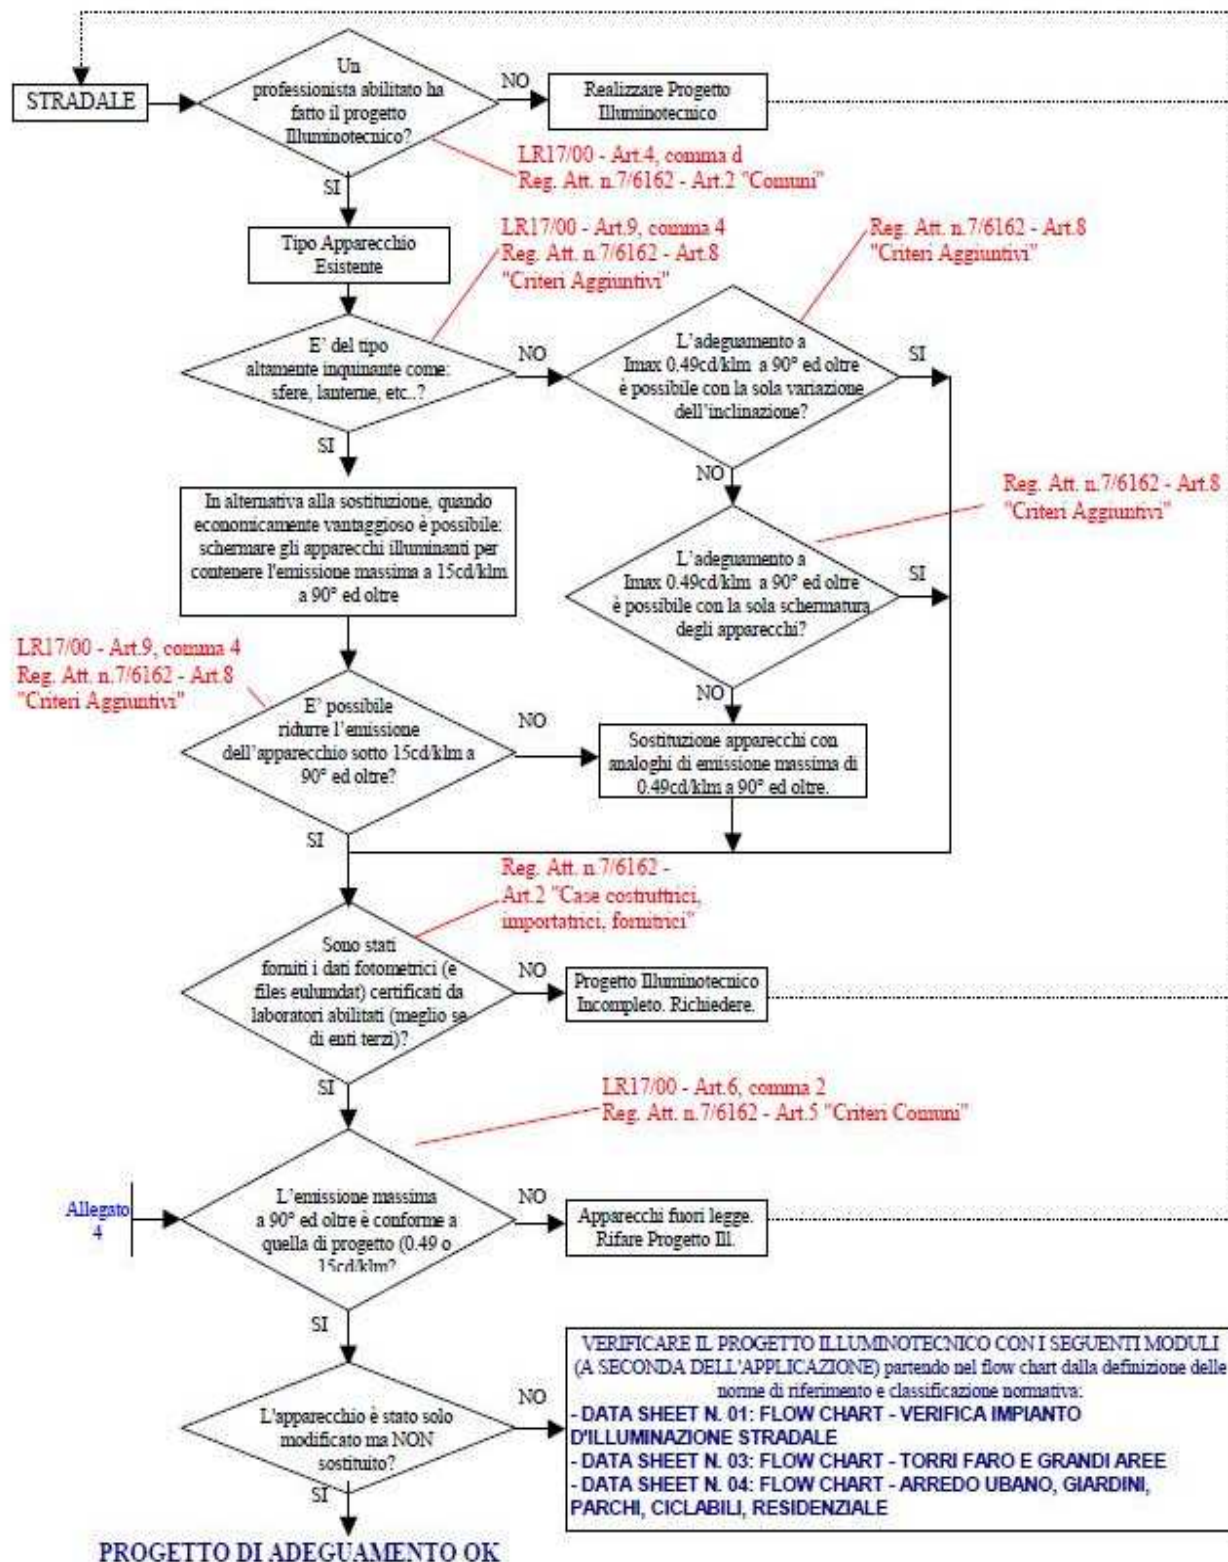 STRADALE
Un
professionista abilitato ha
fatto il progetto
Illuminotecnico?
NO
Realizzare Progetto
Illuminotecnico
LR17/00 - Art.4, comma d
Reg. Att. n.7/6162 - Art.2 "Comuni"
SI
Tipo Apparecchio
Esistente
LR17/00 - Art.9, comma 4
Reg. Att. n.7/6162 - Art.8
"Criteri Aggiuntivi"
Reg. Att. n.7/6162 - Art.8
"Criteri Aggiuntivi"
E' del tipo
altamente inquinante come:
sfere, lanterne, etc..?
NO
L'adeguamento a
Imax 0.49cd/klm a 90° ed oltre
è possibile con la sola variazione
dell'inclinazione?
SI
SI
NO
In alternativa alla sostituzione, quando
economicamente vantaggioso è possibile:
schermare gli apparecchi illuminanti per
contenere l'emissione massima a 15cd/klm
a 90° ed oltre
Reg. Att. n.7/6162 - Art.8
"Criteri Aggiuntivi"
L'adeguamento a
Imax 0.49cd/klm a 90° ed oltre
è possibile con la sola schermatura
degli apparecchi?
SI
LR17/00 - Art.9, comma 4
Reg. Att. n.7/6162 - Art.8
"Criteri Aggiuntivi"
NO
E' possibile
ridurre l'emissione
dell'apparecchio sotto 15cd/klm a
90° ed oltre?
NO
Sostituzione apparecchi con
analoghi di emissione massima di
0.49cd/klm a 90° ed oltre.
SI
Reg. Att. n.7/6162 -
Art.2 "Case costruttrici,
importatrici, fornitrici"
Sono stati
forniti i dati fotometrici (e
files eulumdat) certificati da
laboratori abilitati (meglio se
di enti terzi)?
NO
Progetto Illuminotecnico
Incompleto. Richiedere.
SI
LR17/00 - Art.6, comma 2
Reg. Att. n.7/6162 - Art.5 "Criteri Comuni"
Allegato
4
L'emissione massima
a 90° ed oltre è conforme a
quella di progetto (0.49 o
15cd/klm?
NO
Apparecchi fuori legge.
Rifare Progetto Ill.
SI
L'apparecchio è stato solo
modificato ma NON
sostituito?
NO
VERIFICARE IL PROGETTO ILLUMINOTECNICO CON I SEGUENTI MODULI
(A SECONDA DELL'APPLICAZIONE) partendo nel flow chart dalla definizione delle
norme di riferimento e classificazione normativa:
- DATA SHEET N. 01: FLOW CHART - VERIFICA IMPIANTO
D'ILLUMINAZIONE STRADALE
- DATA SHEET N. 03: FLOW CHART - TORRI FARO E GRANDI AREE
- DATA SHEET N. 04: FLOW CHART - ARREDO UBANO, GIARDINI,
PARCHI, CICLABILI, RESIDENZIALE
SI
PROGETTO DI ADEGUAMENTO OK